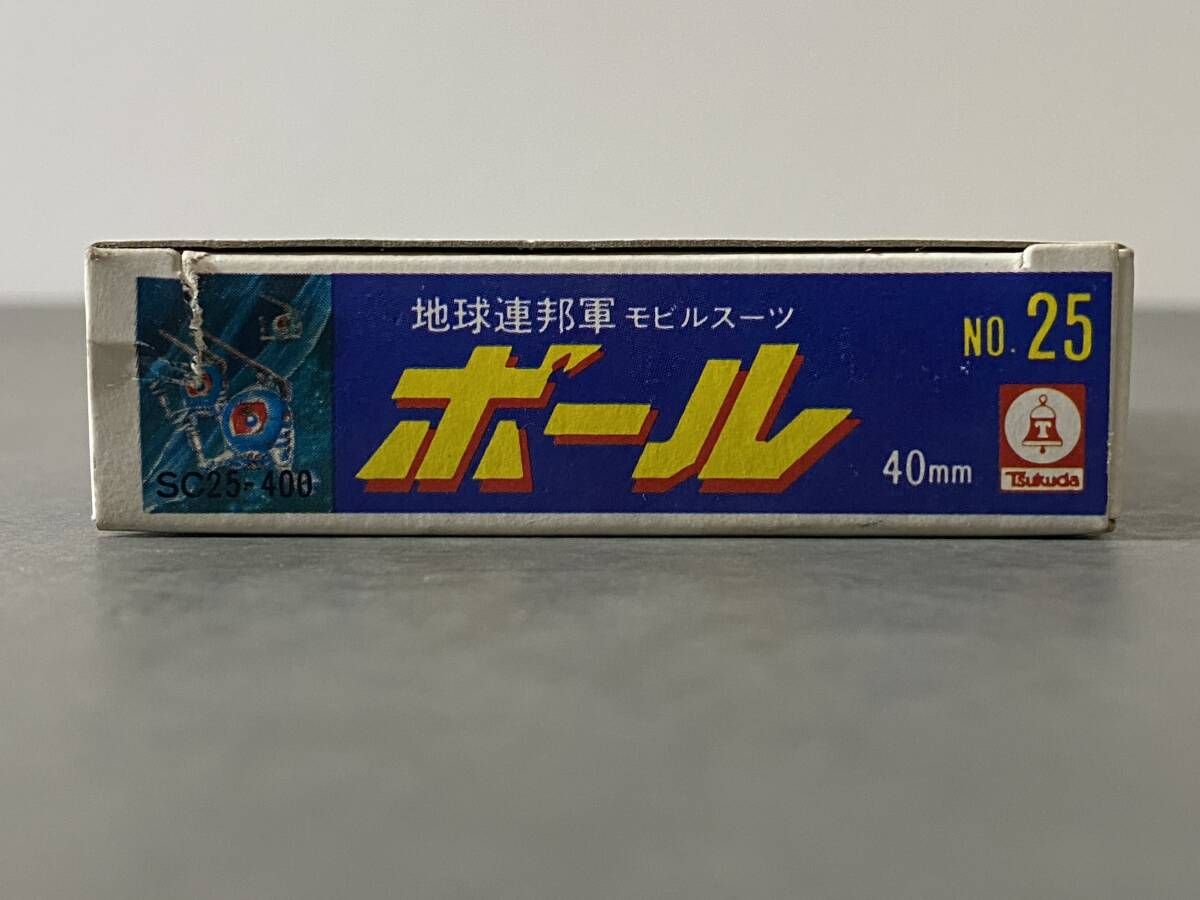 地球連邦軍 モビルスーツ
ボール
NO. 25
40mm
T
Tsukuda
SC25-400